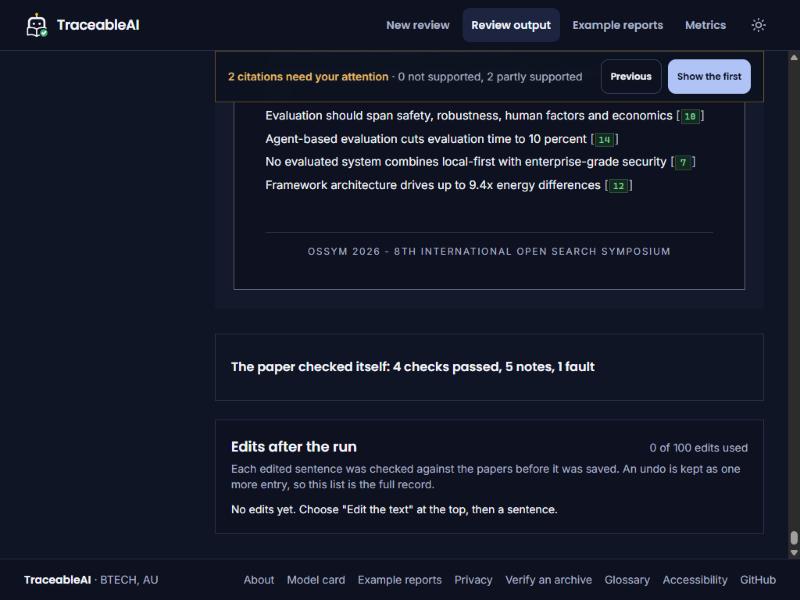 TraceableAI
New review
Review output
Example reports
Metrics
2 citations need your attention · 0 not supported, 2 partly supported
Previous
Show the first
Evaluation should span safety, robustness, human factors and economics [10]
Agent-based evaluation cuts evaluation time to 10 percent [14]
No evaluated system combines local-first with enterprise-grade security [7]
Framework architecture drives up to 9.4x energy differences [12]
OSSYM 2026 - 8TH INTERNATIONAL OPEN SEARCH SYMPOSIUM
The paper checked itself: 4 checks passed, 5 notes, 1 fault
Edits after the run
0 of 100 edits used
Each edited sentence was checked against the papers before it was saved. An undo is kept as one
more entry, so this list is the full record.
No edits yet. Choose "Edit the text" at the top, then a sentence.
TraceableAI · BTECH, AU
About
Model card
Example reports
Privacy
Verify an archive
Glossary
Accessibility
GitHub